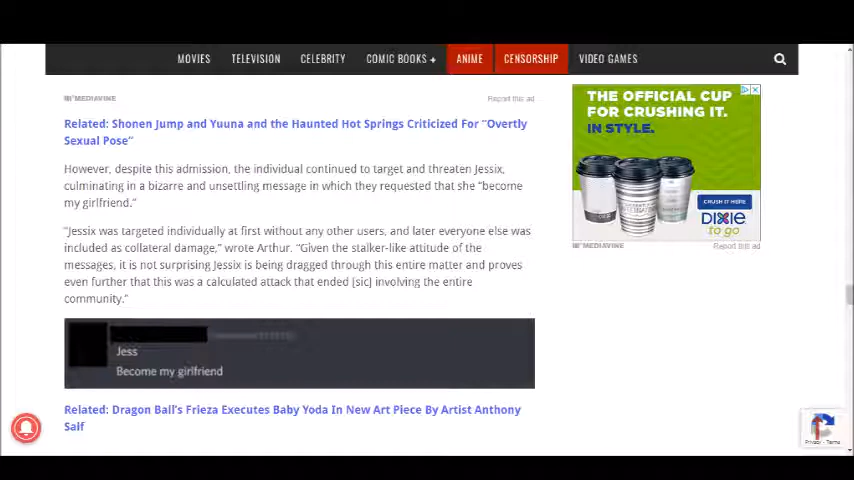 MOVIES TELEVISION CELEBRITY COMIC BOOKS + ANIME CENSORSHIP VIDEO GAMES
MEDIAVINE Report this ad
Related: Shonen Jump and Yuuna and the Haunted Hot Springs Criticized For “Overtly
Sexual Pose”
However, despite this admission, the individual continued to target and threaten Jessix,
culminating in a bizarre and unsettling message in which they requested that she “become
my girlfriend.”
“Jessix was targeted individually at first without any other users, and later everyone else was
included as collateral damage,” wrote Arthur. “Given the stalker-like attitude of the
messages, it is not surprising Jessix is being dragged through this entire matter and proves
even further that this was a calculated attack that ended [sic] involving the entire
community.”
Jess
Become my girlfriend
Related: Dragon Ball’s Frieza Executes Baby Yoda In New Art Piece By Artist Anthony
Saif
THE OFFICIAL CUP
FOR CRUSHING IT.
IN STYLE.
CRUSH IT HERE
DIXIE
to go
MEDIAVINE Report this ad
Privacy - Terms